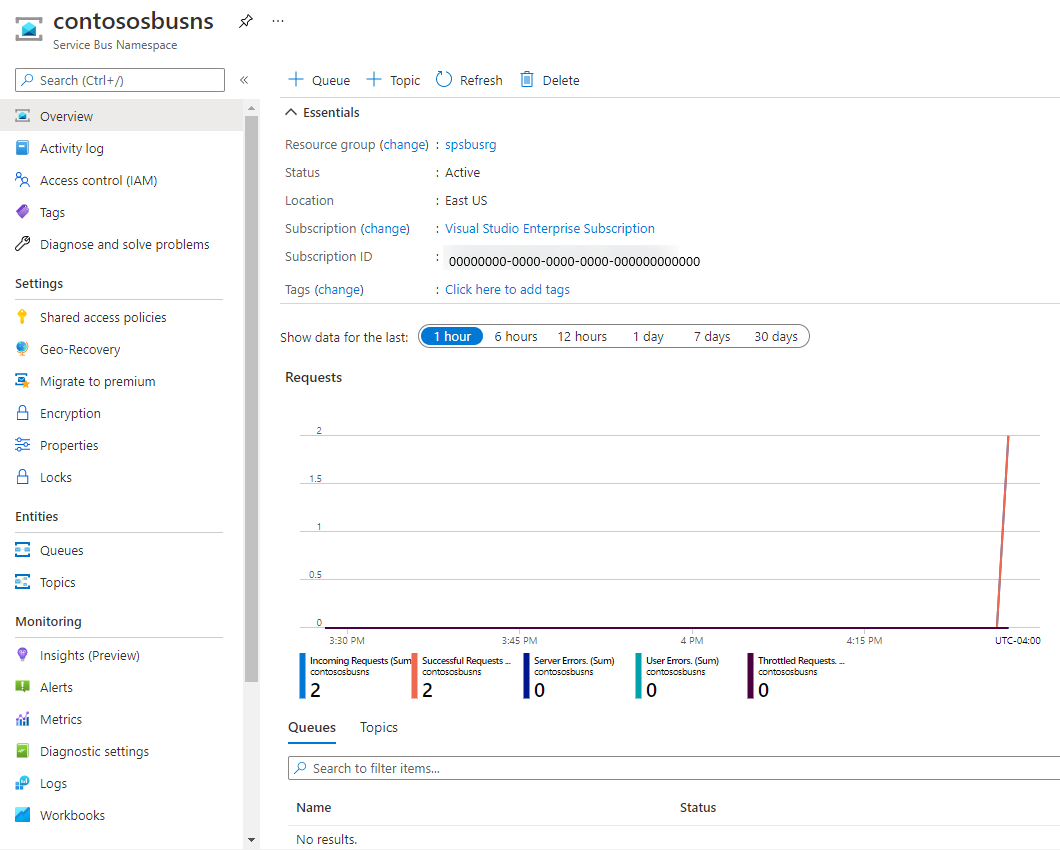 contososbusns
Service Bus Namespace
Search (Ctrl+/)
Overview
Activity log
Access control (IAM)
Tags
Diagnose and solve problems
Settings
Shared access policies
Geo-Recovery
Migrate to premium
Encryption
Properties
Locks
Entities
Queues
Topics
Monitoring
Insights (Preview)
Alerts
Metrics
Diagnostic settings
Logs
Workbooks
Queue Topic Refresh Delete
Essentials
Resource group (change) : spsbusrg
Status : Active
Location : East US
Subscription (change) : Visual Studio Enterprise Subscription
Subscription ID : 00000000-0000-0000-0000-000000000000
Tags (change) : Click here to add tags
Show data for the last: 1 hour 6 hours 12 hours 1 day 7 days 30 days
Requests
2
1.5
1
0.5
0
3:30 PM 3:45 PM 4 PM 4:15 PM UTC-04:00
Incoming Requests (Sum) Successful Requests ... Server Errors. (Sum) User Errors. (Sum) Throttled Requests. ...
contososbusns contososbusns contososbusns contososbusns contososbusns
2 2 0 0 0
Queues Topics
Search to filter items...
Name Status
No results.